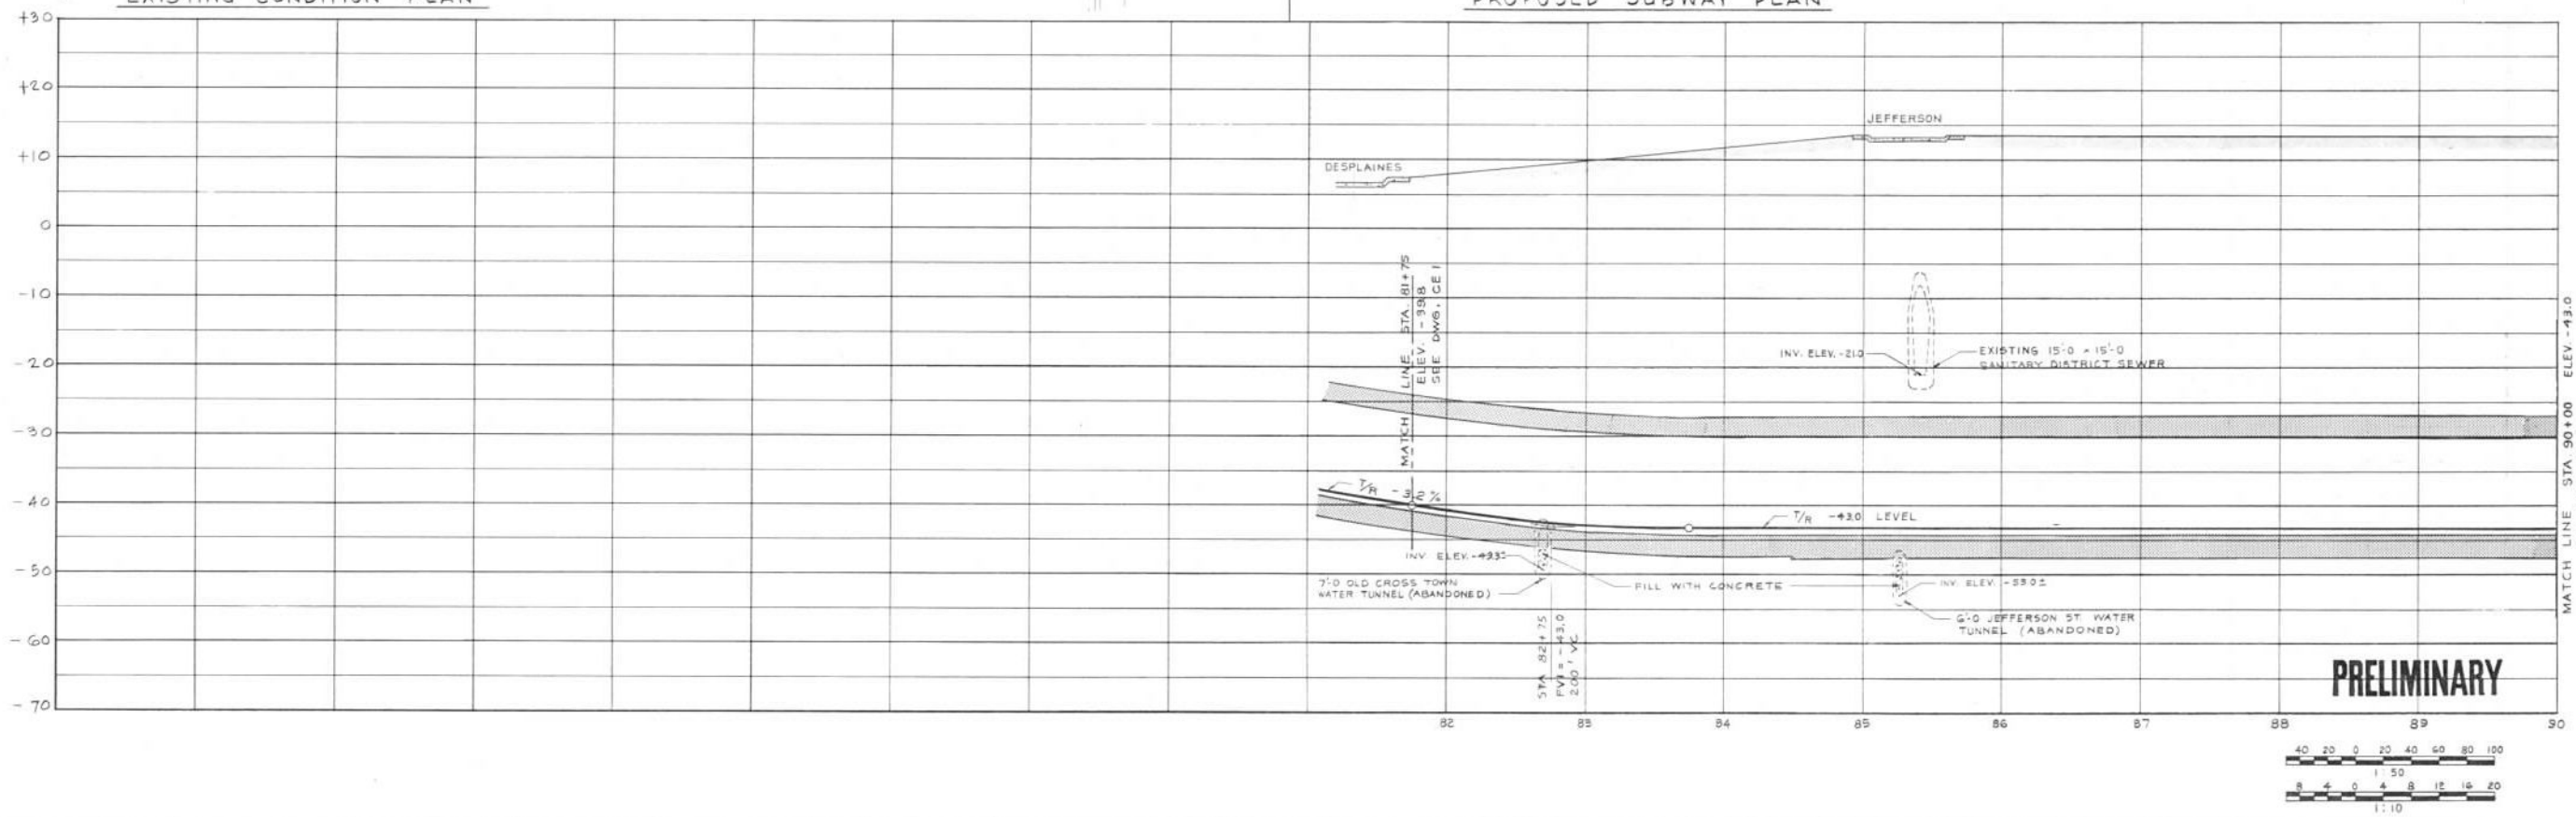 EXISTING CONDITION PLAN
PROPOSED SUBWAY PLAN
+30
+20
+10
0
-10
-20
-30
-40
-50
-60
-70
DESPLAINES
JEFFERSON
MATCH LINE STA. 81+75
ELEV. -39.8
SEE DWG. CE 1
INV. ELEV. -21.0
EXISTING 15'-0 x 15'-0
SANITARY DISTRICT SEWER
T/R -3.2%
T/R -43.0 LEVEL
INV. ELEV. -49.3±
7'-0 OLD CROSS TOWN
WATER TUNNEL (ABANDONED)
FILL WITH CONCRETE
INV. ELEV. -53.0±
6'-0 JEFFERSON ST. WATER
TUNNEL (ABANDONED)
STA 82+75
PVI = -43.0
200' VC
MATCH LINE STA. 90+00 ELEV. -43.0
PRELIMINARY
82 83 84 85 86 87 88 89 90
40 20 0 20 40 60 80 100
1:50
8 4 0 4 8 12 16 20
1:10